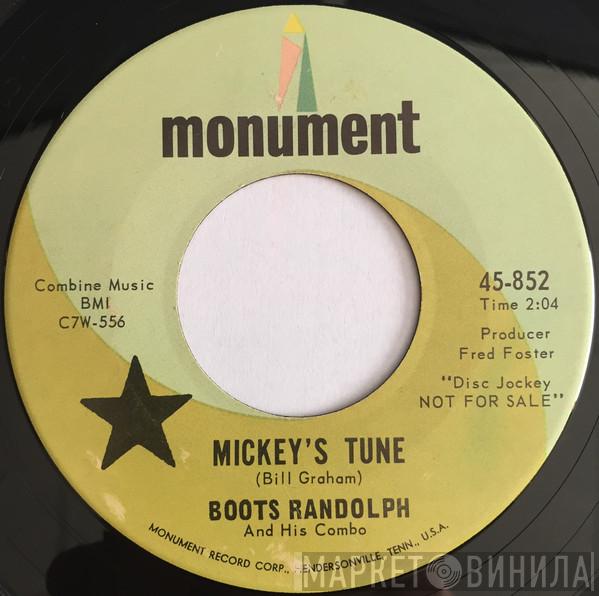 monument
Combine Music
BMI
C7W-556
45-852
Time 2:04
Producer
Fred Foster
"Disc Jockey
NOT FOR SALE"
MICKEY'S TUNE
(Bill Graham)
BOOTS RANDOLPH
And His Combo
MONUMENT RECORD CORP., HENDERSONVILLE, TENN., U.S.A.
МАРКЕТ ВИНИЛА